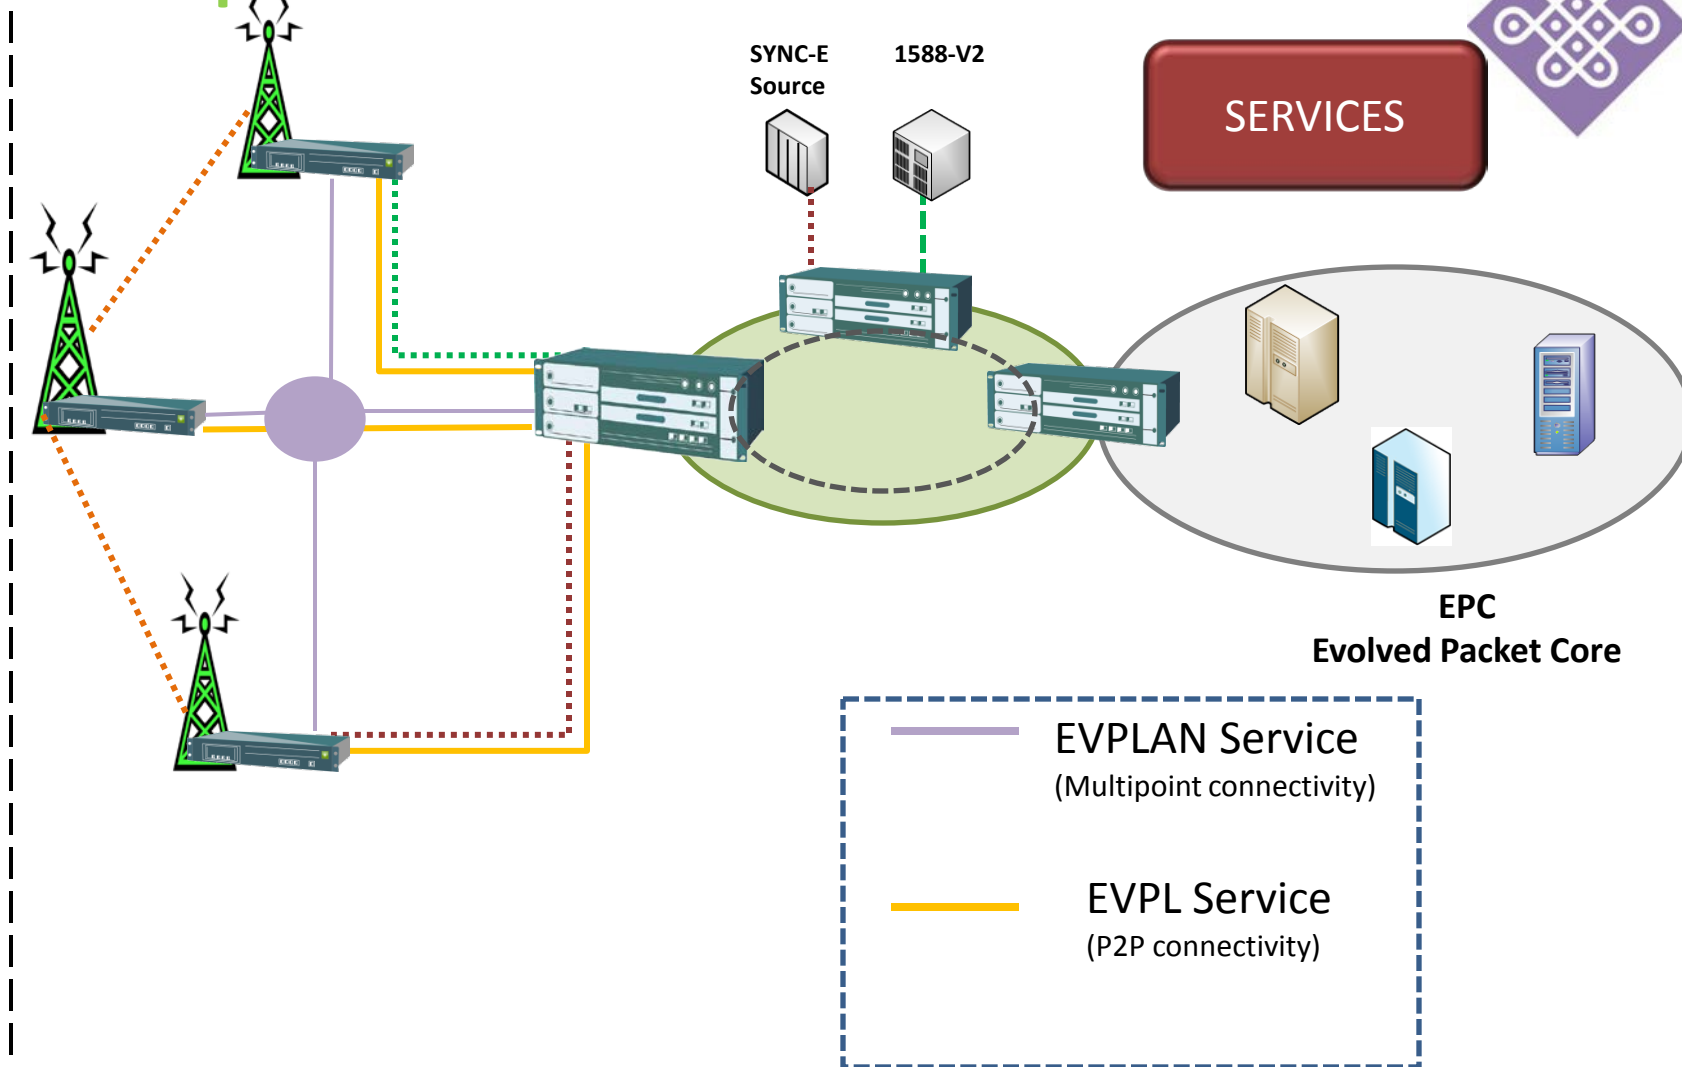 SYNC-E
Source
1588-V2
SERVICES
EPC
Evolved Packet Core
EVPLAN Service
(Multipoint connectivity)
EVPL Service
(P2P connectivity)